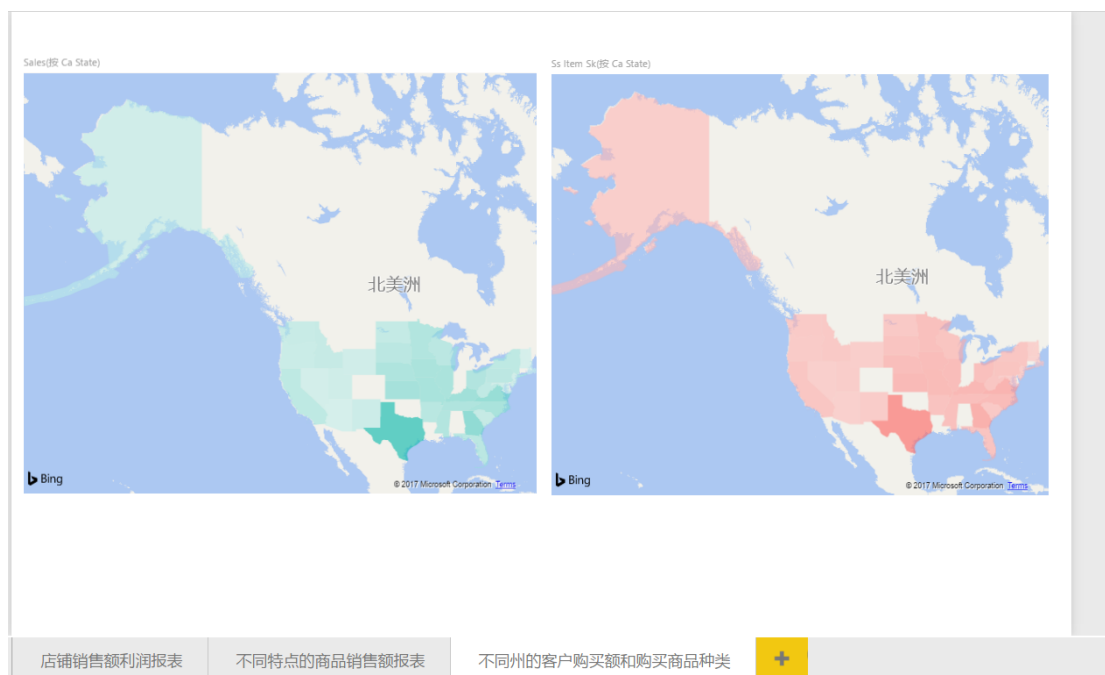 Sales(按 Ca State)
Ss Item Sk(按 Ca State)
北美洲
北美洲
Bing
© 2017 Microsoft Corporation Terms
Bing
© 2017 Microsoft Corporation Terms
店铺销售额利润报表
不同特点的商品销售额报表
不同州的客户购买额和购买商品种类
+